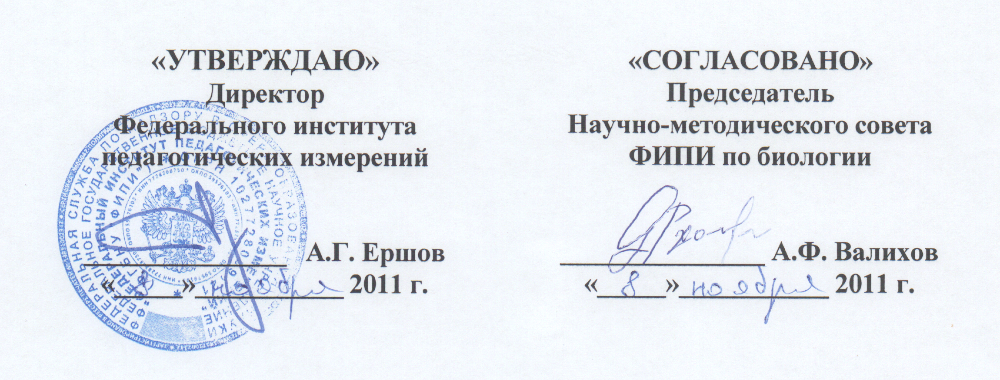 «УТВЕРЖДАЮ»
Директор
Федерального института
педагогических измерений
А.Г. Ершов
«8» ноября 2011 г.
«СОГЛАСОВАНО»
Председатель
Научно-методического совета
ФИПИ по биологии
А.Ф. Валихов
«8» ноября 2011 г.